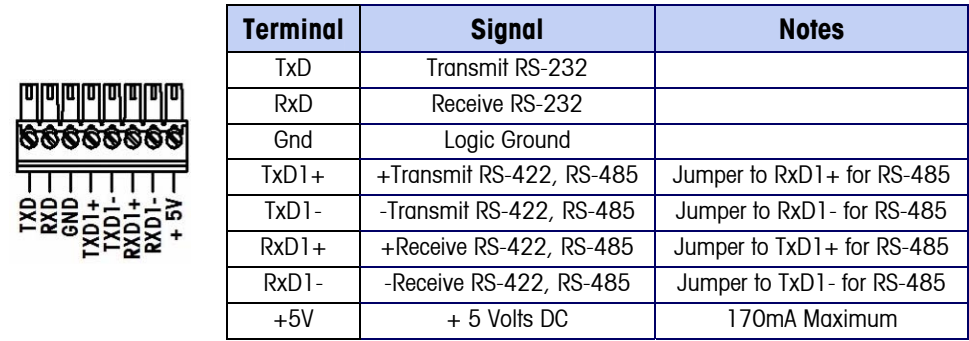 TXD
RXD
GND
TXD1+
TXD1-
RXD1+
RXD1-
+ 5V
Terminal Signal Notes
TxD Transmit RS-232
RxD Receive RS-232
Gnd Logic Ground
TxD1+ +Transmit RS-422, RS-485 Jumper to RxD1+ for RS-485
TxD1- -Transmit RS-422, RS-485 Jumper to RxD1- for RS-485
RxD1+ +Receive RS-422, RS-485 Jumper to TxD1+ for RS-485
RxD1- -Receive RS-422, RS-485 Jumper to TxD1- for RS-485
+5V + 5 Volts DC 170mA Maximum